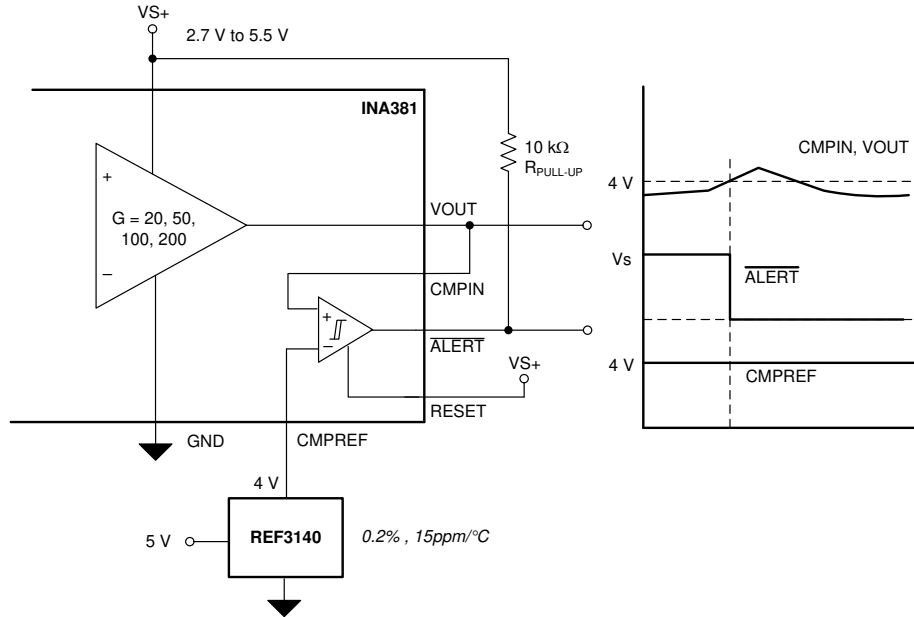 VS+
2.7 V to 5.5 V
INA381
10 kΩ
RPULL-UP
+
G = 20, 50,
100, 200
–
VOUT
CMPIN
+
–
ALERT
VS+
RESET
GND
CMPREF
4 V
5 V
REF3140
0.2% , 15ppm/°C
CMPIN, VOUT
4 V
Vs
ALERT
4 V
CMPREF